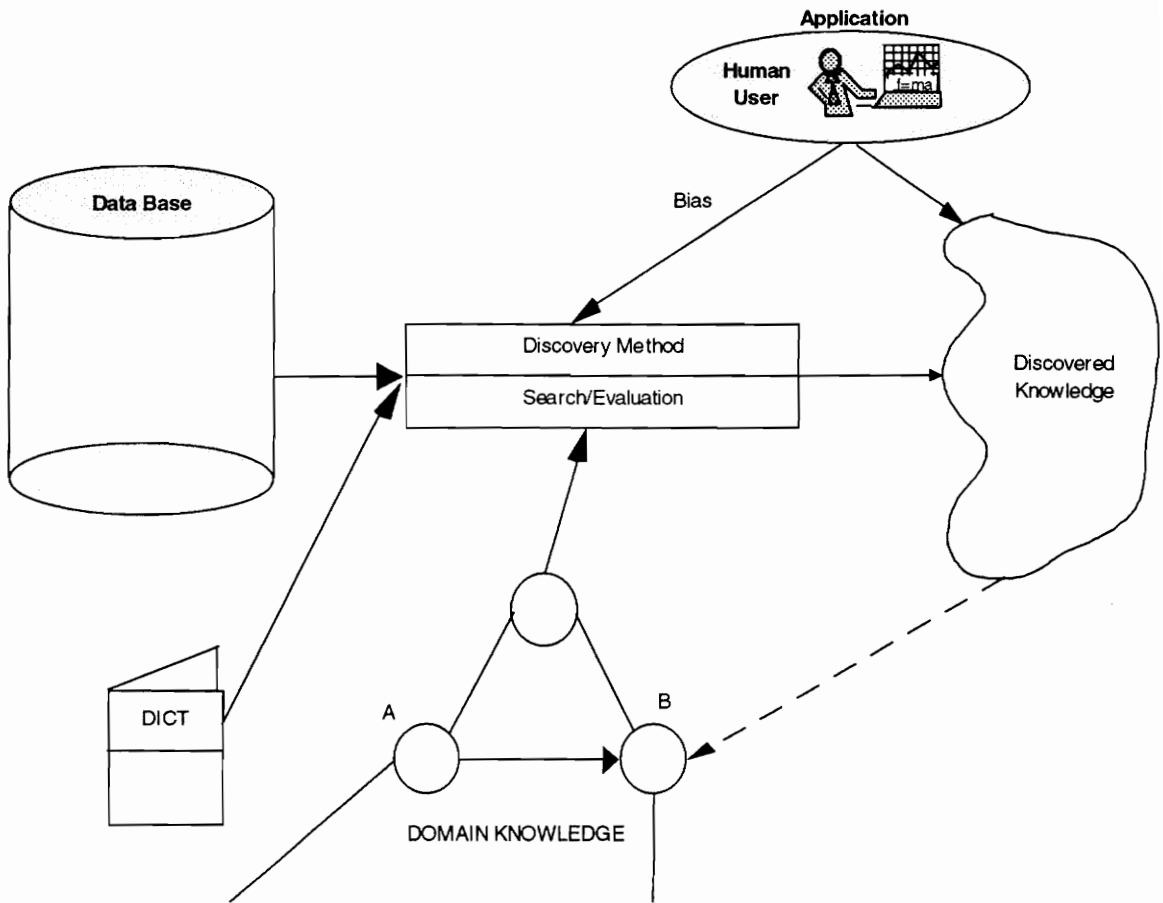 Application
Human
User
f=ma
Data Base
Bias
Discovery Method
Search/Evaluation
Discovered
Knowledge
DICT
A
B
DOMAIN KNOWLEDGE